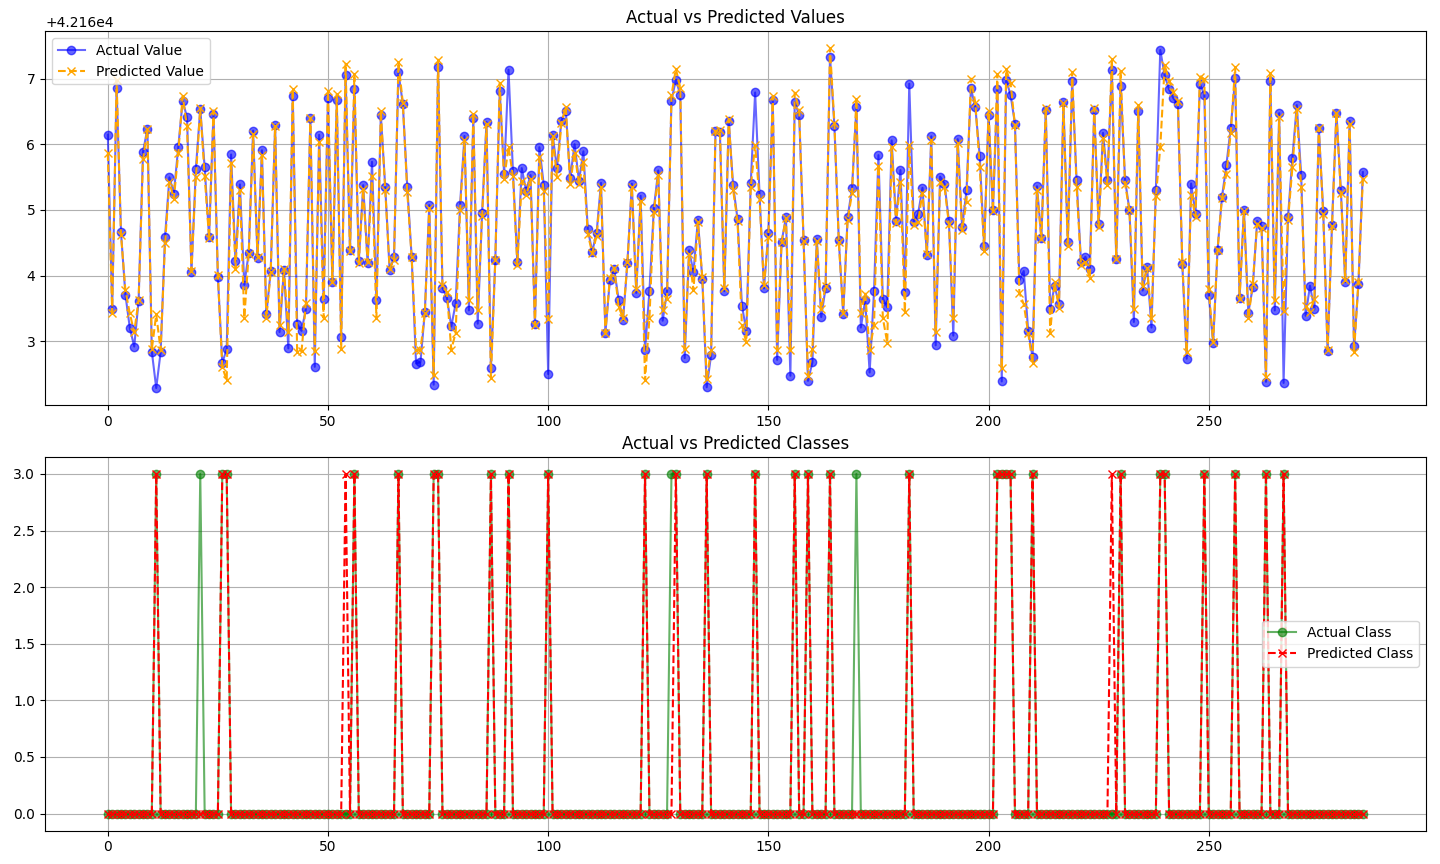 Actual vs Predicted Values
+4.216e4
Actual Value
Predicted Value
7
6
5
4
3
0 50 100 150 200 250
Actual vs Predicted Classes
3.0
2.5
2.0
1.5
1.0
0.5
0.0
Actual Class
Predicted Class
0 50 100 150 200 250